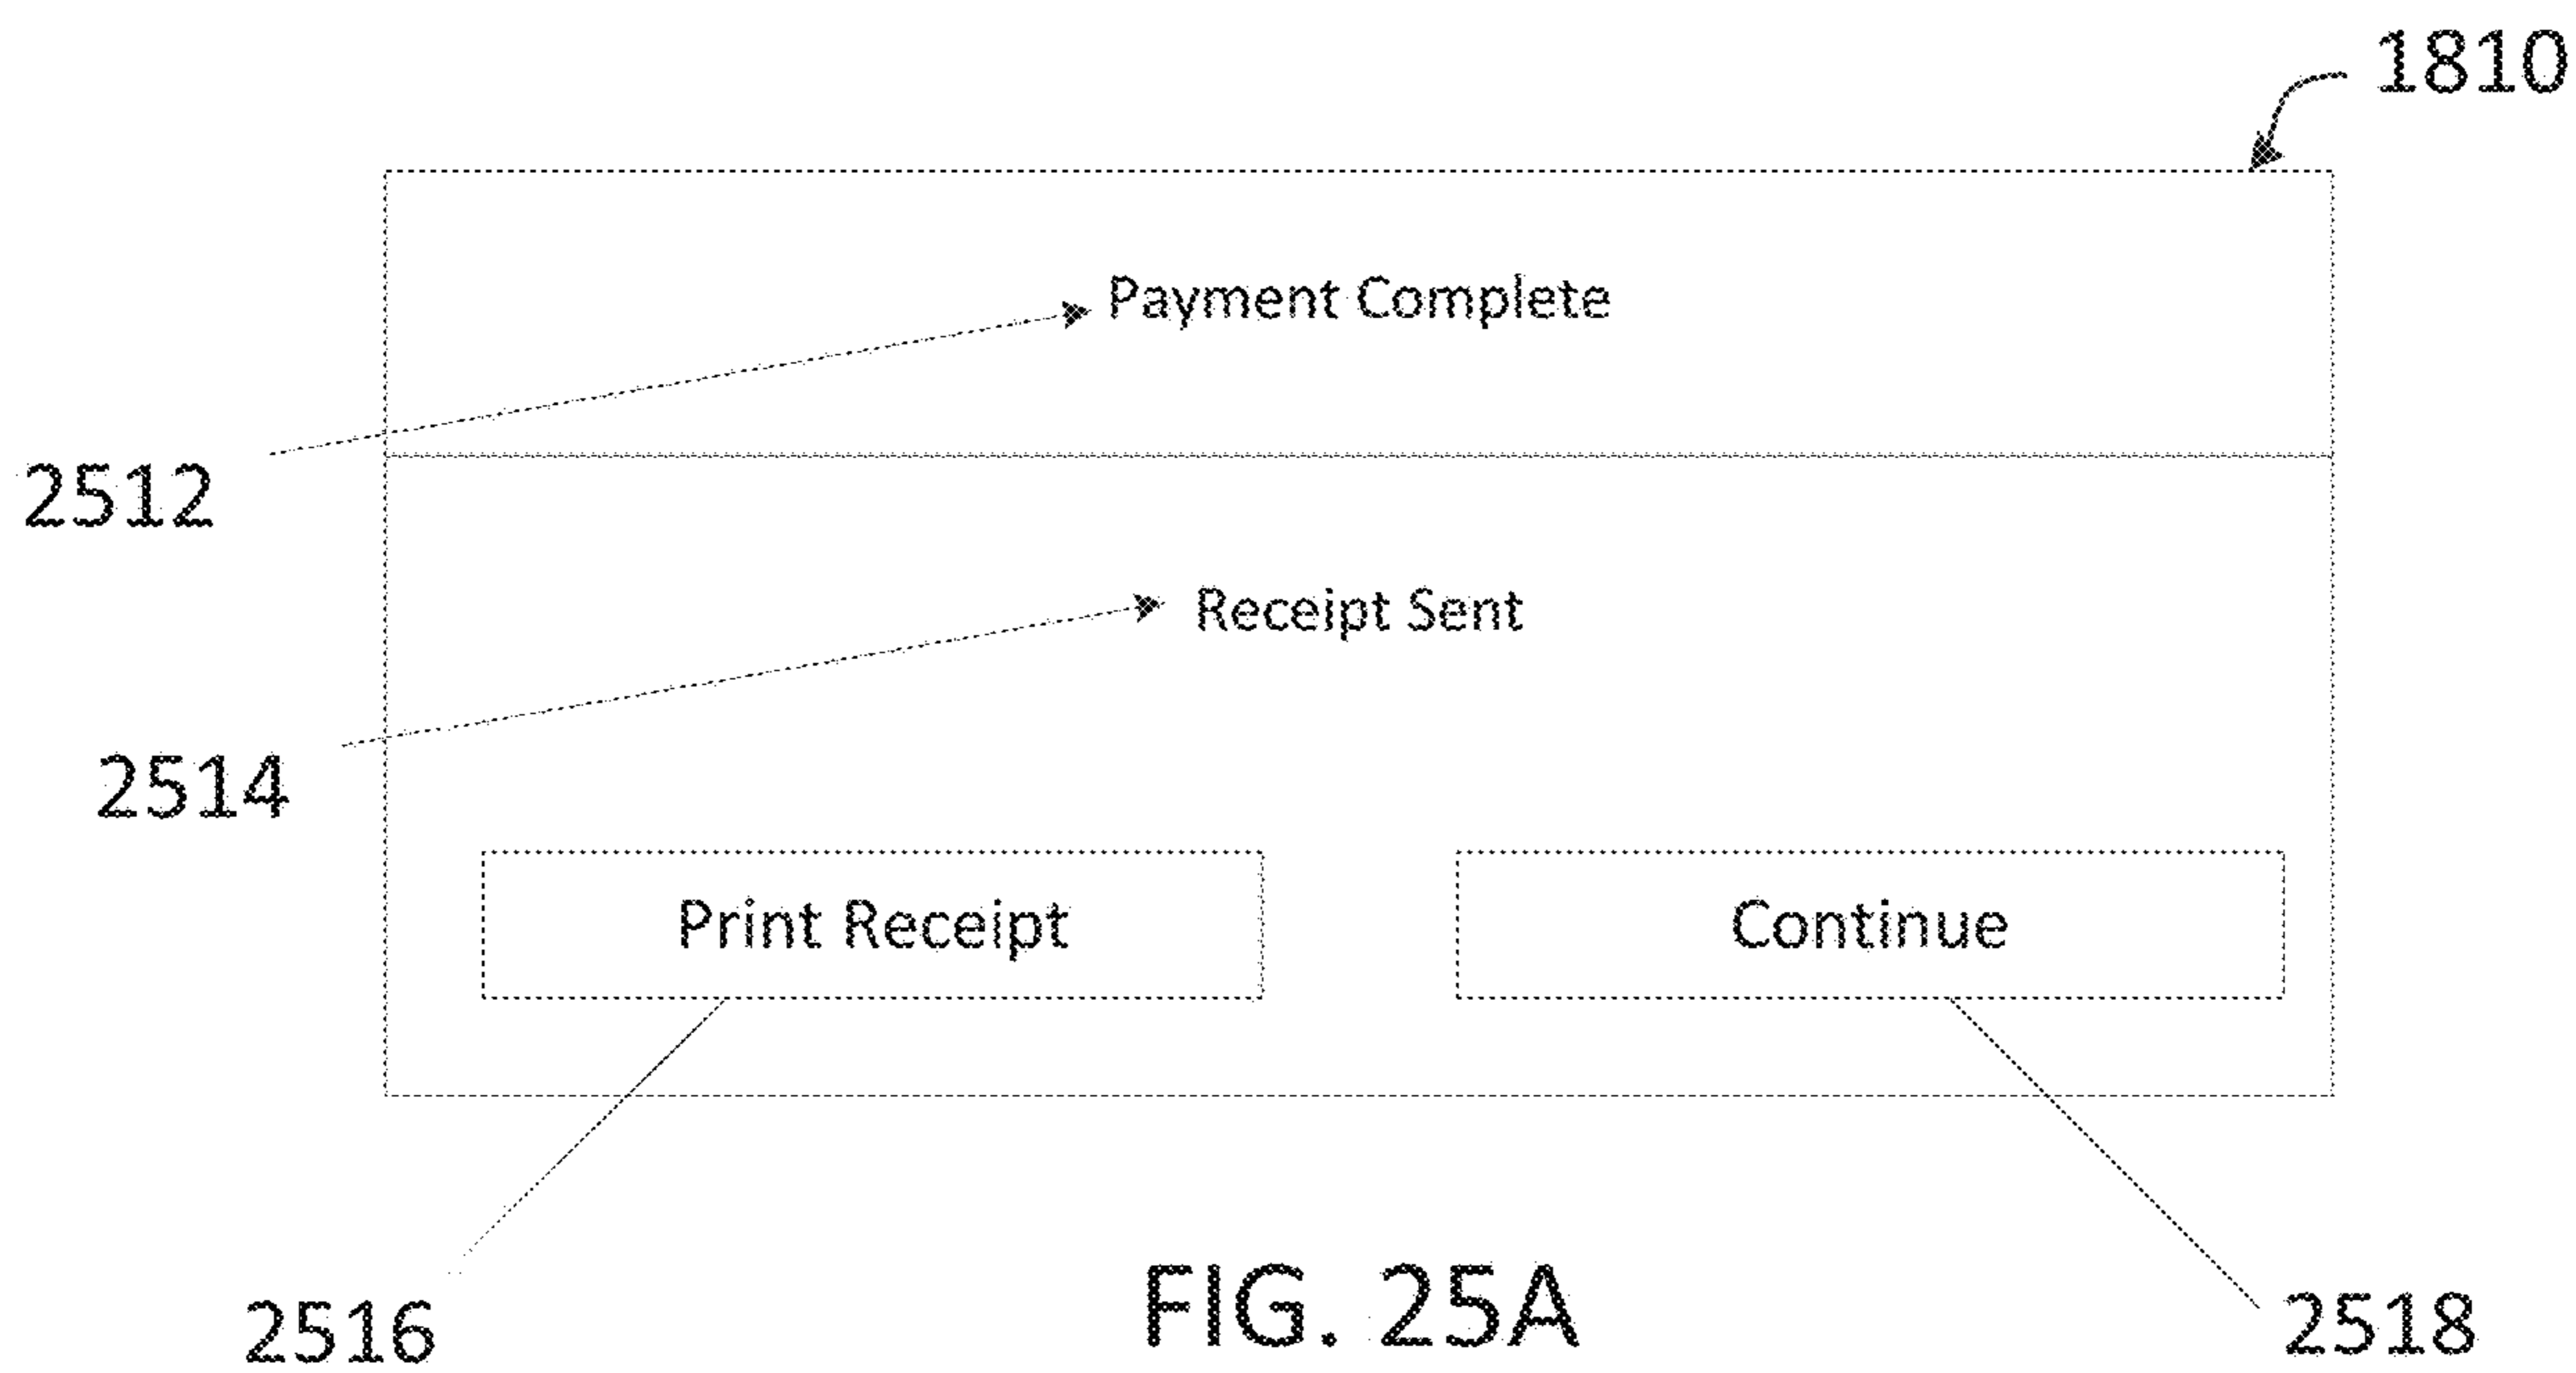 1810
Payment Complete
2512
Receipt Sent
2514
Print Receipt
Continue
2516
FIG. 25A
2518